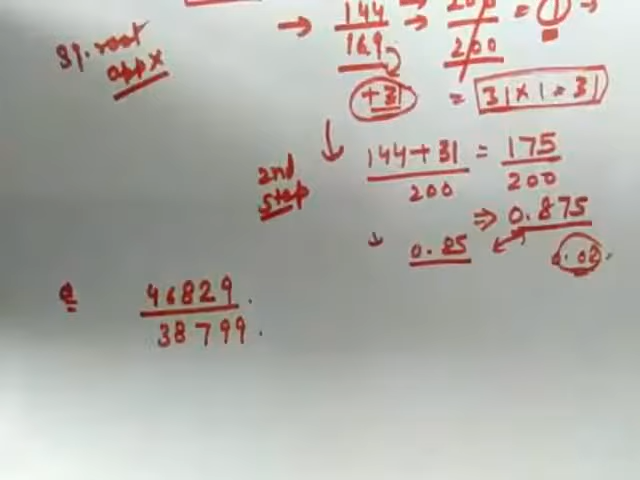 → 144 → 200 = 1 →
169 200
sq. root
appx
+31 = 31 × 1 = 31
↓ 144+31 = 175
200 200
2nd
step
⇒ 0.875
0.85 0.02
Q 46829
38799